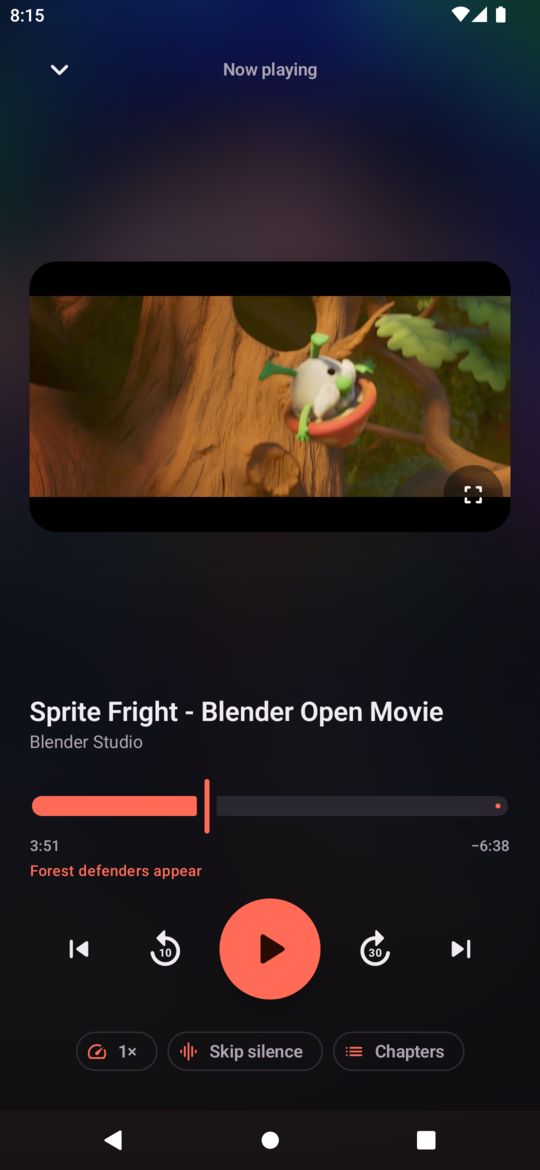 8:15
Now playing
Sprite Fright - Blender Open Movie
Blender Studio
3:51
−6:38
Forest defenders appear
10
30
1×
Skip silence
Chapters